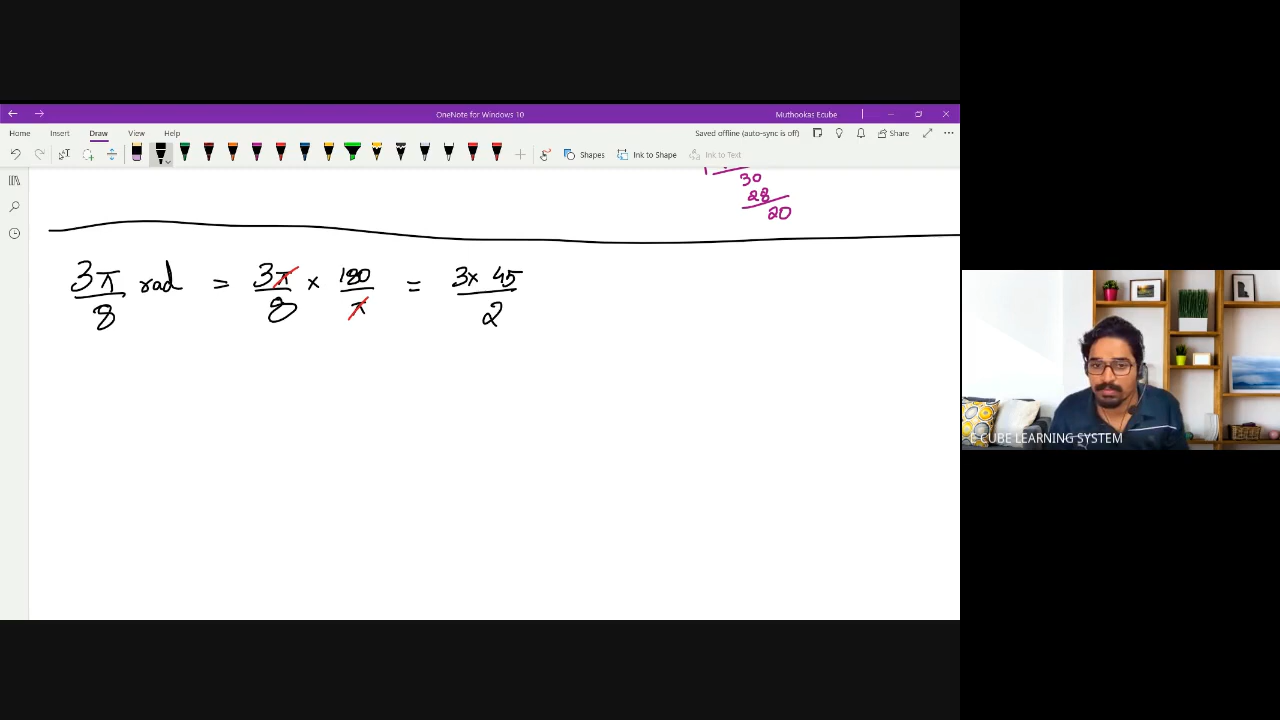 OneNote for Windows 10
Muthookas Ecube
Home Insert Draw View Help
Saved offline (auto-sync is off)
Share
Shapes Ink to Shape Ink to Text
30
28
20
3π/8 rad = 3π/8 × 180/π = 3 × 45/2
E CUBE LEARNING SYSTEM